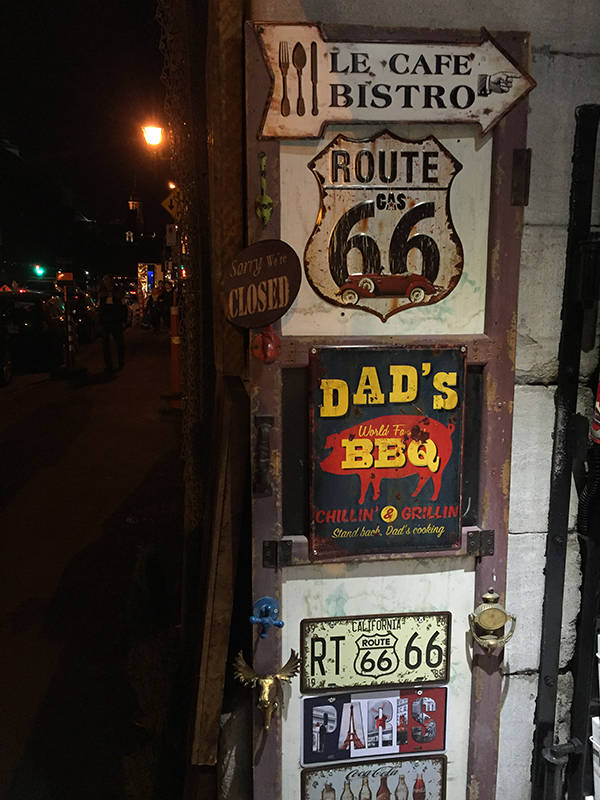 LE CAFE
BISTRO
ROUTE
GAS
66
Sorry We're
CLOSED
DAD'S
World
BBQ
CHILLIN' & GRILLIN
Stand back, Dad's cooking
CALIFORNIA
RT ROUTE 66 66
PARIS
Coca-Cola